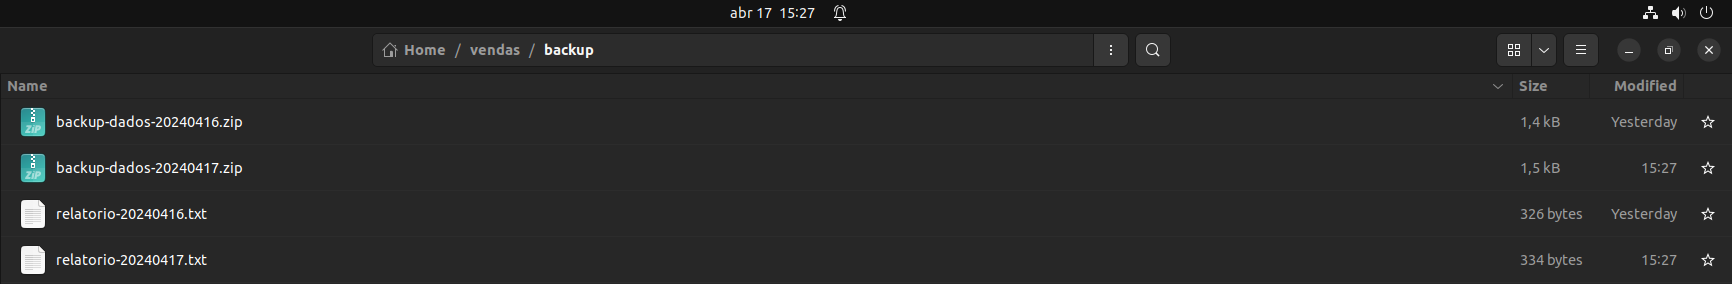 abr 17 15:27
Home / vendas / backup
Name Size Modified
ZiP backup-dados-20240416.zip 1,4 kB Yesterday
ZiP backup-dados-20240417.zip 1,5 kB 15:27
relatorio-20240416.txt 326 bytes Yesterday
relatorio-20240417.txt 334 bytes 15:27